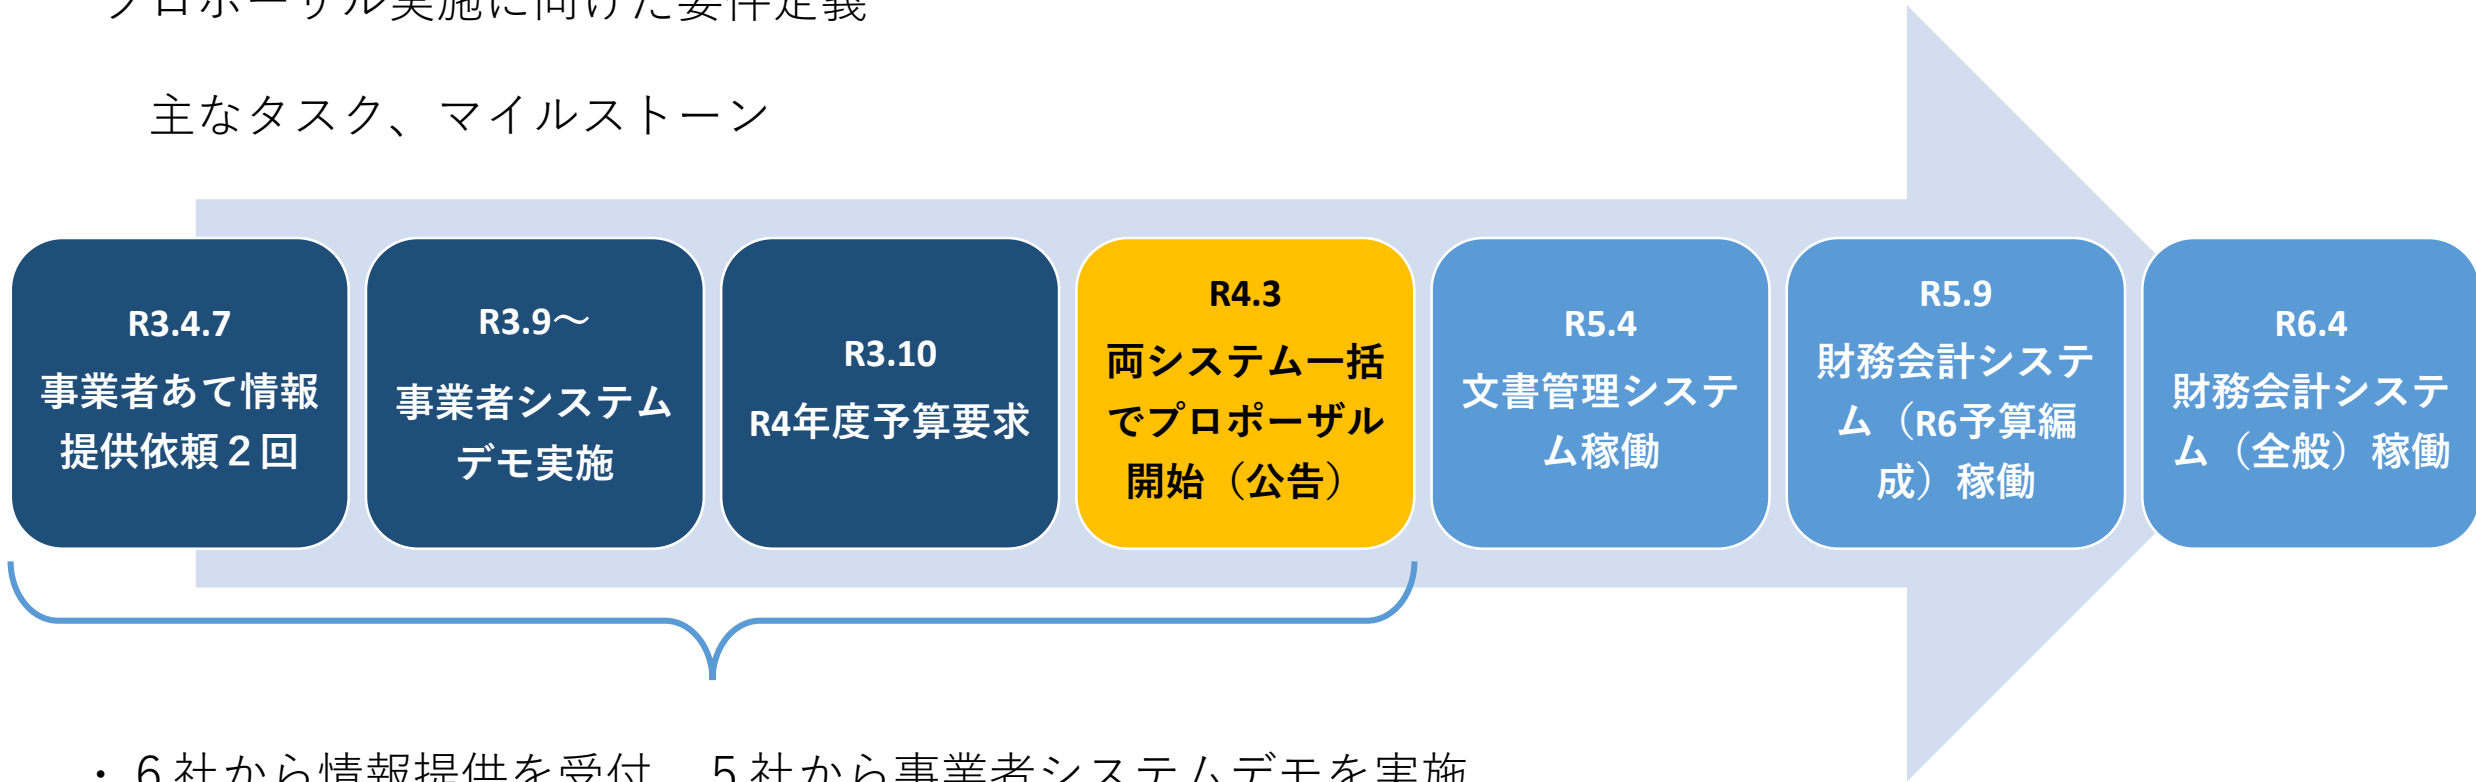 プロポーザル実施に向けた要件定義
主なタスク、マイルストーン
R3.4.7
事業者あて情報
提供依頼２回
R3.9～
事業者システム
デモ実施
R3.10
R4年度予算要求
R4.3
両システム一括
でプロポーザル
開始（公告）
R5.4
文書管理システ
ム稼働
R5.9
財務会計システ
ム（R6予算編
成）稼働
R6.4
財務会計システ
ム（全般）稼働
・６社から情報提供を受付、５社から事業者システムデモを実施